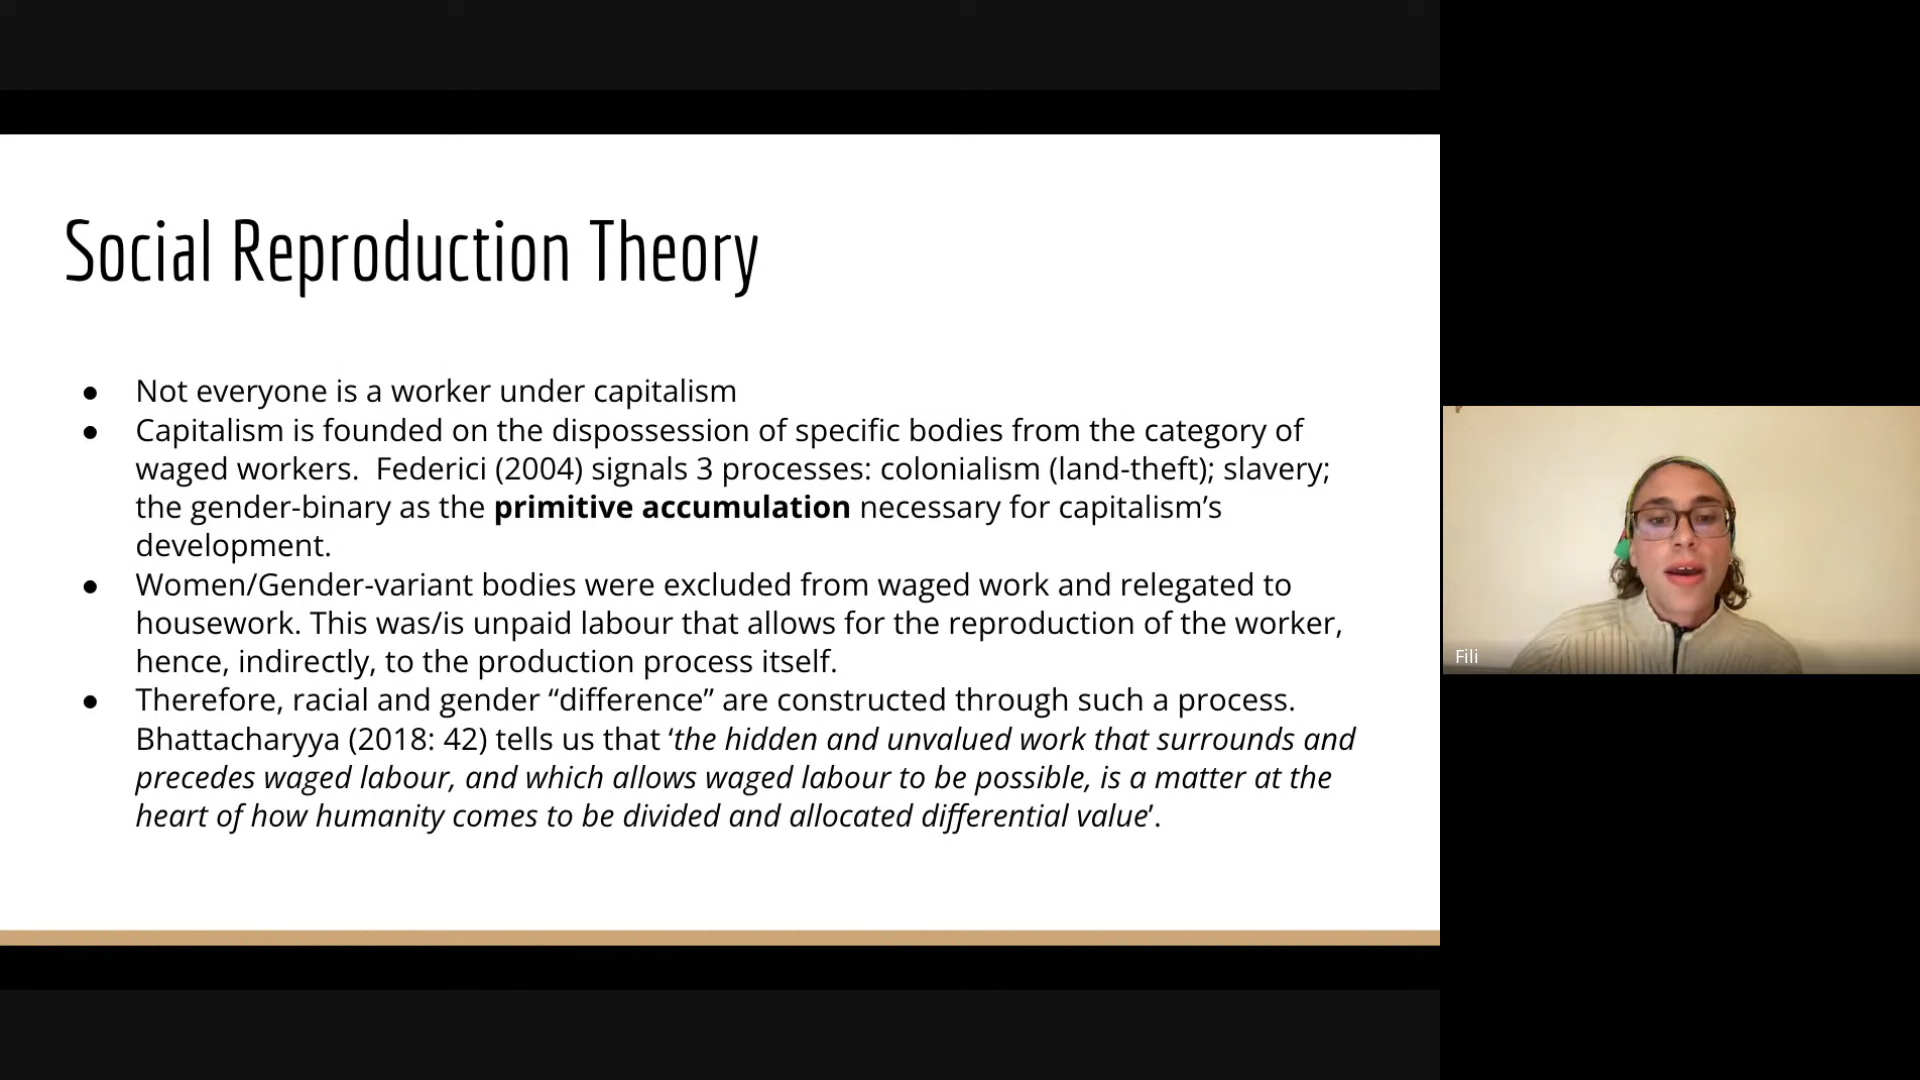 Social Reproduction Theory
● Not everyone is a worker under capitalism
● Capitalism is founded on the dispossession of specific bodies from the category of
waged workers.  Federici (2004) signals 3 processes: colonialism (land-theft); slavery;
the gender-binary as the primitive accumulation necessary for capitalism’s
development.
● Women/Gender-variant bodies were excluded from waged work and relegated to
housework. This was/is unpaid labour that allows for the reproduction of the worker,
hence, indirectly, to the production process itself.
● Therefore, racial and gender “difference” are constructed through such a process.
Bhattacharyya (2018: 42) tells us that ‘the hidden and unvalued work that surrounds and
precedes waged labour, and which allows waged labour to be possible, is a matter at the
heart of how humanity comes to be divided and allocated differential value’.
Fili